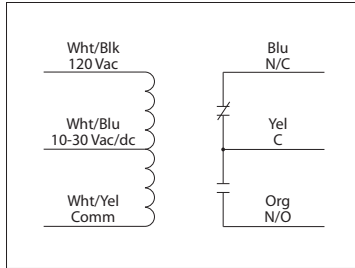 Wht/Blk
120 Vac
Wht/Blu
10-30 Vac/dc
Wht/Yel
Comm
Blu
N/C
Yel
C
Org
N/O